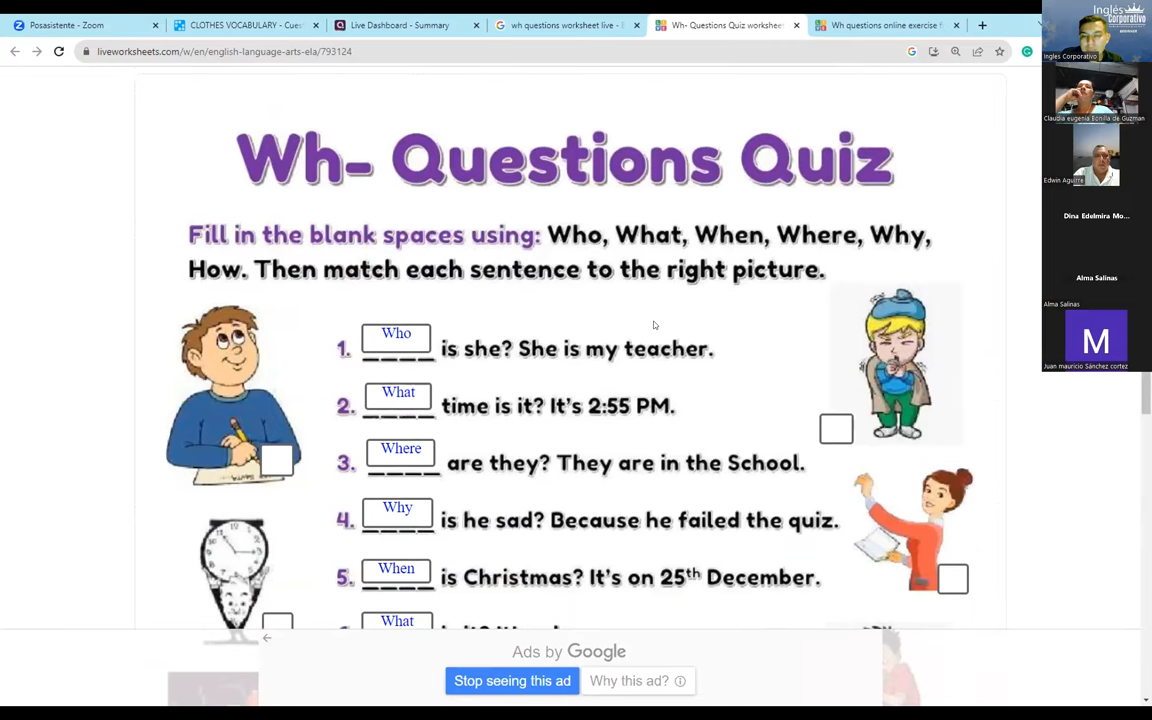 Posasistente - Zoom
CLOTHES VOCABULARY - Cues
Live Dashboard - Summary
wh questions worksheet live - B
Wh- Questions Quiz worksheet
Wh questions online exercise f
liveworksheets.com/w/en/english-language-arts-ela/793124
Wh- Questions Quiz
Fill in the blank spaces using: Who, What, When, Where, Why,
How. Then match each sentence to the right picture.
1. Who is she? She is my teacher.
2. What time is it? It's 2:55 PM.
3. Where are they? They are in the School.
4. Why is he sad? Because he failed the quiz.
5. When is Christmas? It's on 25th December.
What
Ads by Google
Stop seeing this ad
Why this ad?
Inglés
Corporativo
BEGINNER
Ingles Corporativo
Claudia eugenia Bonilla de Guzman
Edwin Aguirre
Dina Edelmira Mo...
Alma Salinas
Alma Salinas
M
Juan mauricio Sánchez cortez